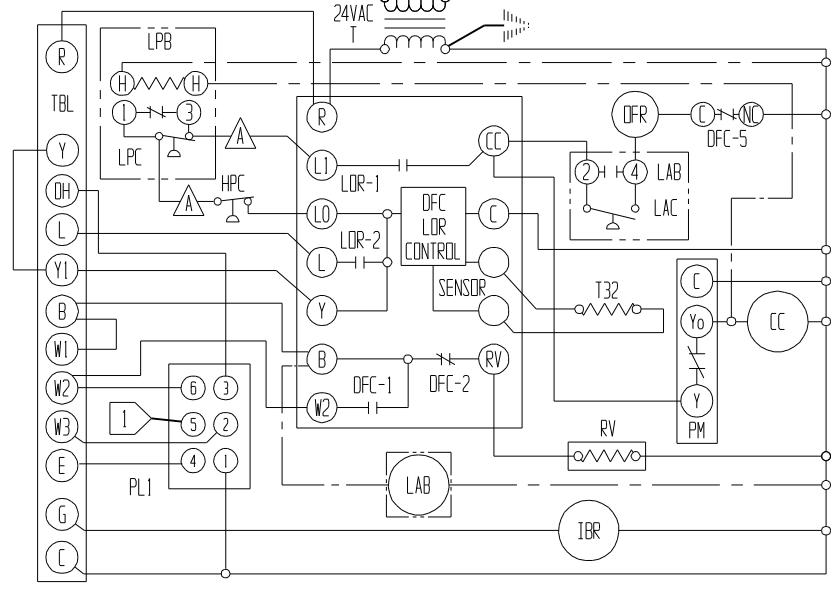 24VAC
T
R
TBL
Y
OH
L
Y1
B
W1
W2
W3
E
G
C
LPB
H H
1 3
LPC
A
A
HPC
R
L1
LOR-1
LO
LOR-2
L
Y
B
W2
DFC-1
DFC-2
DFC
LOR
CONTROL
SENSOR
CC
C
RV
DFR
C NC
DFC-5
2 4 LAB
LAC
T32
C
Yo
Y
PM
CC
RV
6 3
5 2
4 1
1
PL1
LAB
IBR